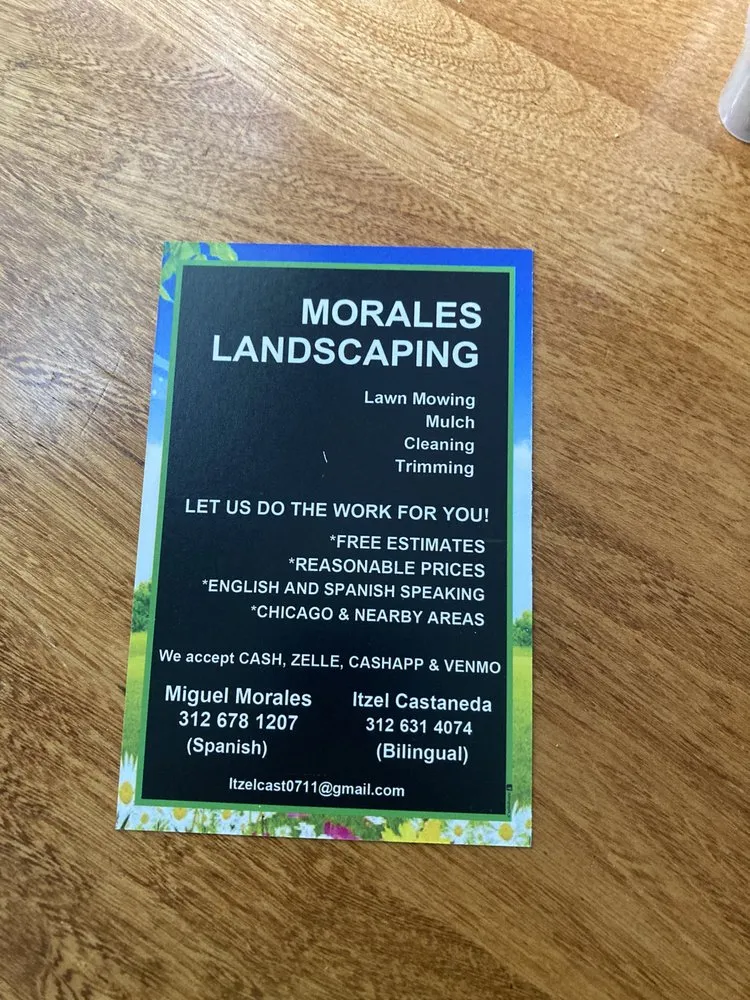 MORALES
LANDSCAPING
Lawn Mowing
Mulch
Cleaning
Trimming
LET US DO THE WORK FOR YOU!
*FREE ESTIMATES
*REASONABLE PRICES
*ENGLISH AND SPANISH SPEAKING
*CHICAGO & NEARBY AREAS
We accept CASH, ZELLE, CASHAPP & VENMO
Miguel Morales Itzel Castaneda
312 678 1207 312 631 4074
(Spanish) (Bilingual)
Itzelcast0711@gmail.com